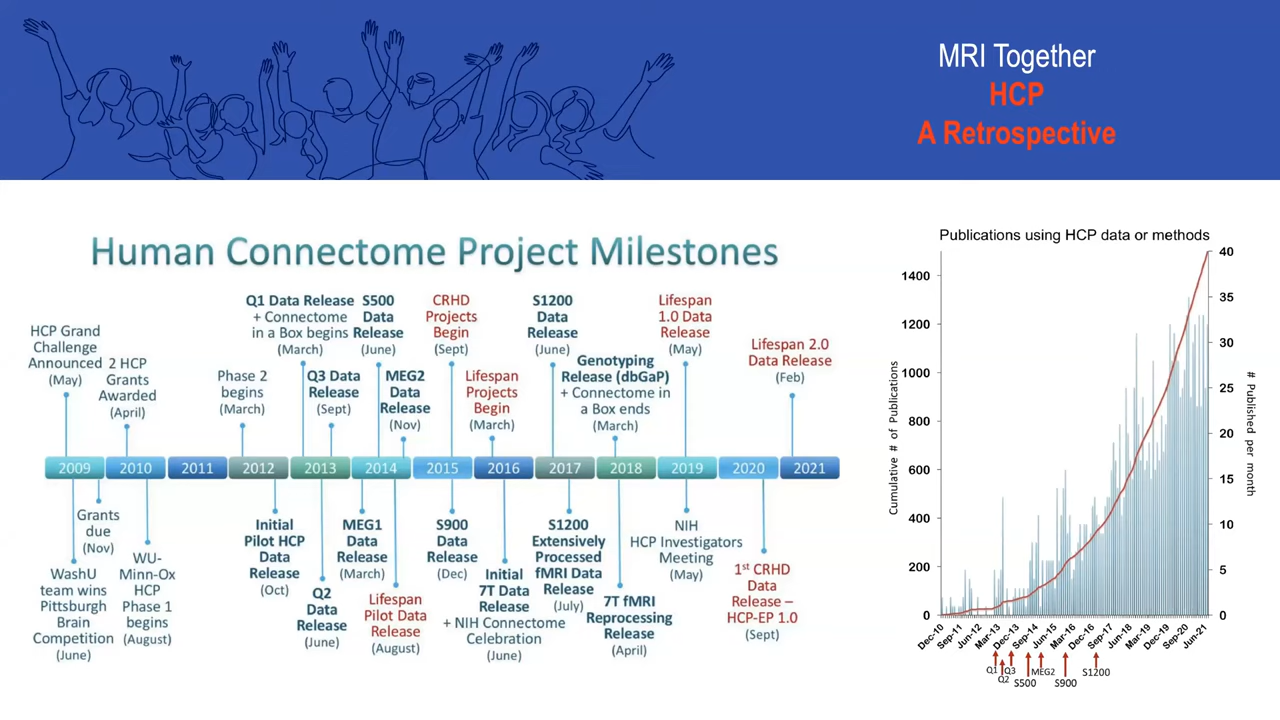 MRI Together
HCP
A Retrospective
Human Connectome Project Milestones
HCP Grand
Challenge
Announced
(May)
2 HCP
Grants
Awarded
(April)
Phase 2
begins
(March)
Q1 Data Release
+ Connectome
in a Box begins
(March)
Q3 Data
Release
(Sept)
S500
Data
Release
(June)
MEG2
Data
Release
(Nov)
CRHD
Projects
Begin
(Sept)
Lifespan
Projects
Begin
(March)
S1200
Data
Release
(June)
Genotyping
Release (dbGaP)
+ Connectome in
a Box ends
(March)
Lifespan
1.0 Data
Release
(May)
Lifespan 2.0
Data Release
(Feb)
2009 2010 2011 2012 2013 2014 2015 2016 2017 2018 2019 2020 2021
Grants
due
(Nov)
WashU
team wins
Pittsburgh
Brain
Competition
(June)
WU-
Minn-Ox
HCP
Phase 1
begins
(August)
Initial
Pilot HCP
Data
Release
(Oct)
Q2
Data
Release
(June)
MEG1
Data
Release
(March)
Lifespan
Pilot Data
Release
(August)
S900
Data
Release
(Dec)
Initial
7T Data
Release
+ NIH Connectome
Celebration
(June)
S1200
Extensively
Processed
fMRI Data
Release
(July)
7T fMRI
Reprocessing
Release
(April)
NIH
HCP Investigators
Meeting
(May)
1st CRHD
Data
Release –
HCP-EP 1.0
(Sept)
Publications using HCP data or methods
Cumulative # of Publications
1400
1200
1000
800
600
400
200
0
40
35
30
25
20
15
10
5
0
# Published per month
Dec-10 Sep-11 Jun-12 Mar-13 Dec-13 Sep-14 Jun-15 Mar-16 Dec-16 Sep-17 Jun-18 Mar-19 Dec-19 Sep-20 Jun-21
Q1 Q2 Q3 S500 MEG2 S900 S1200